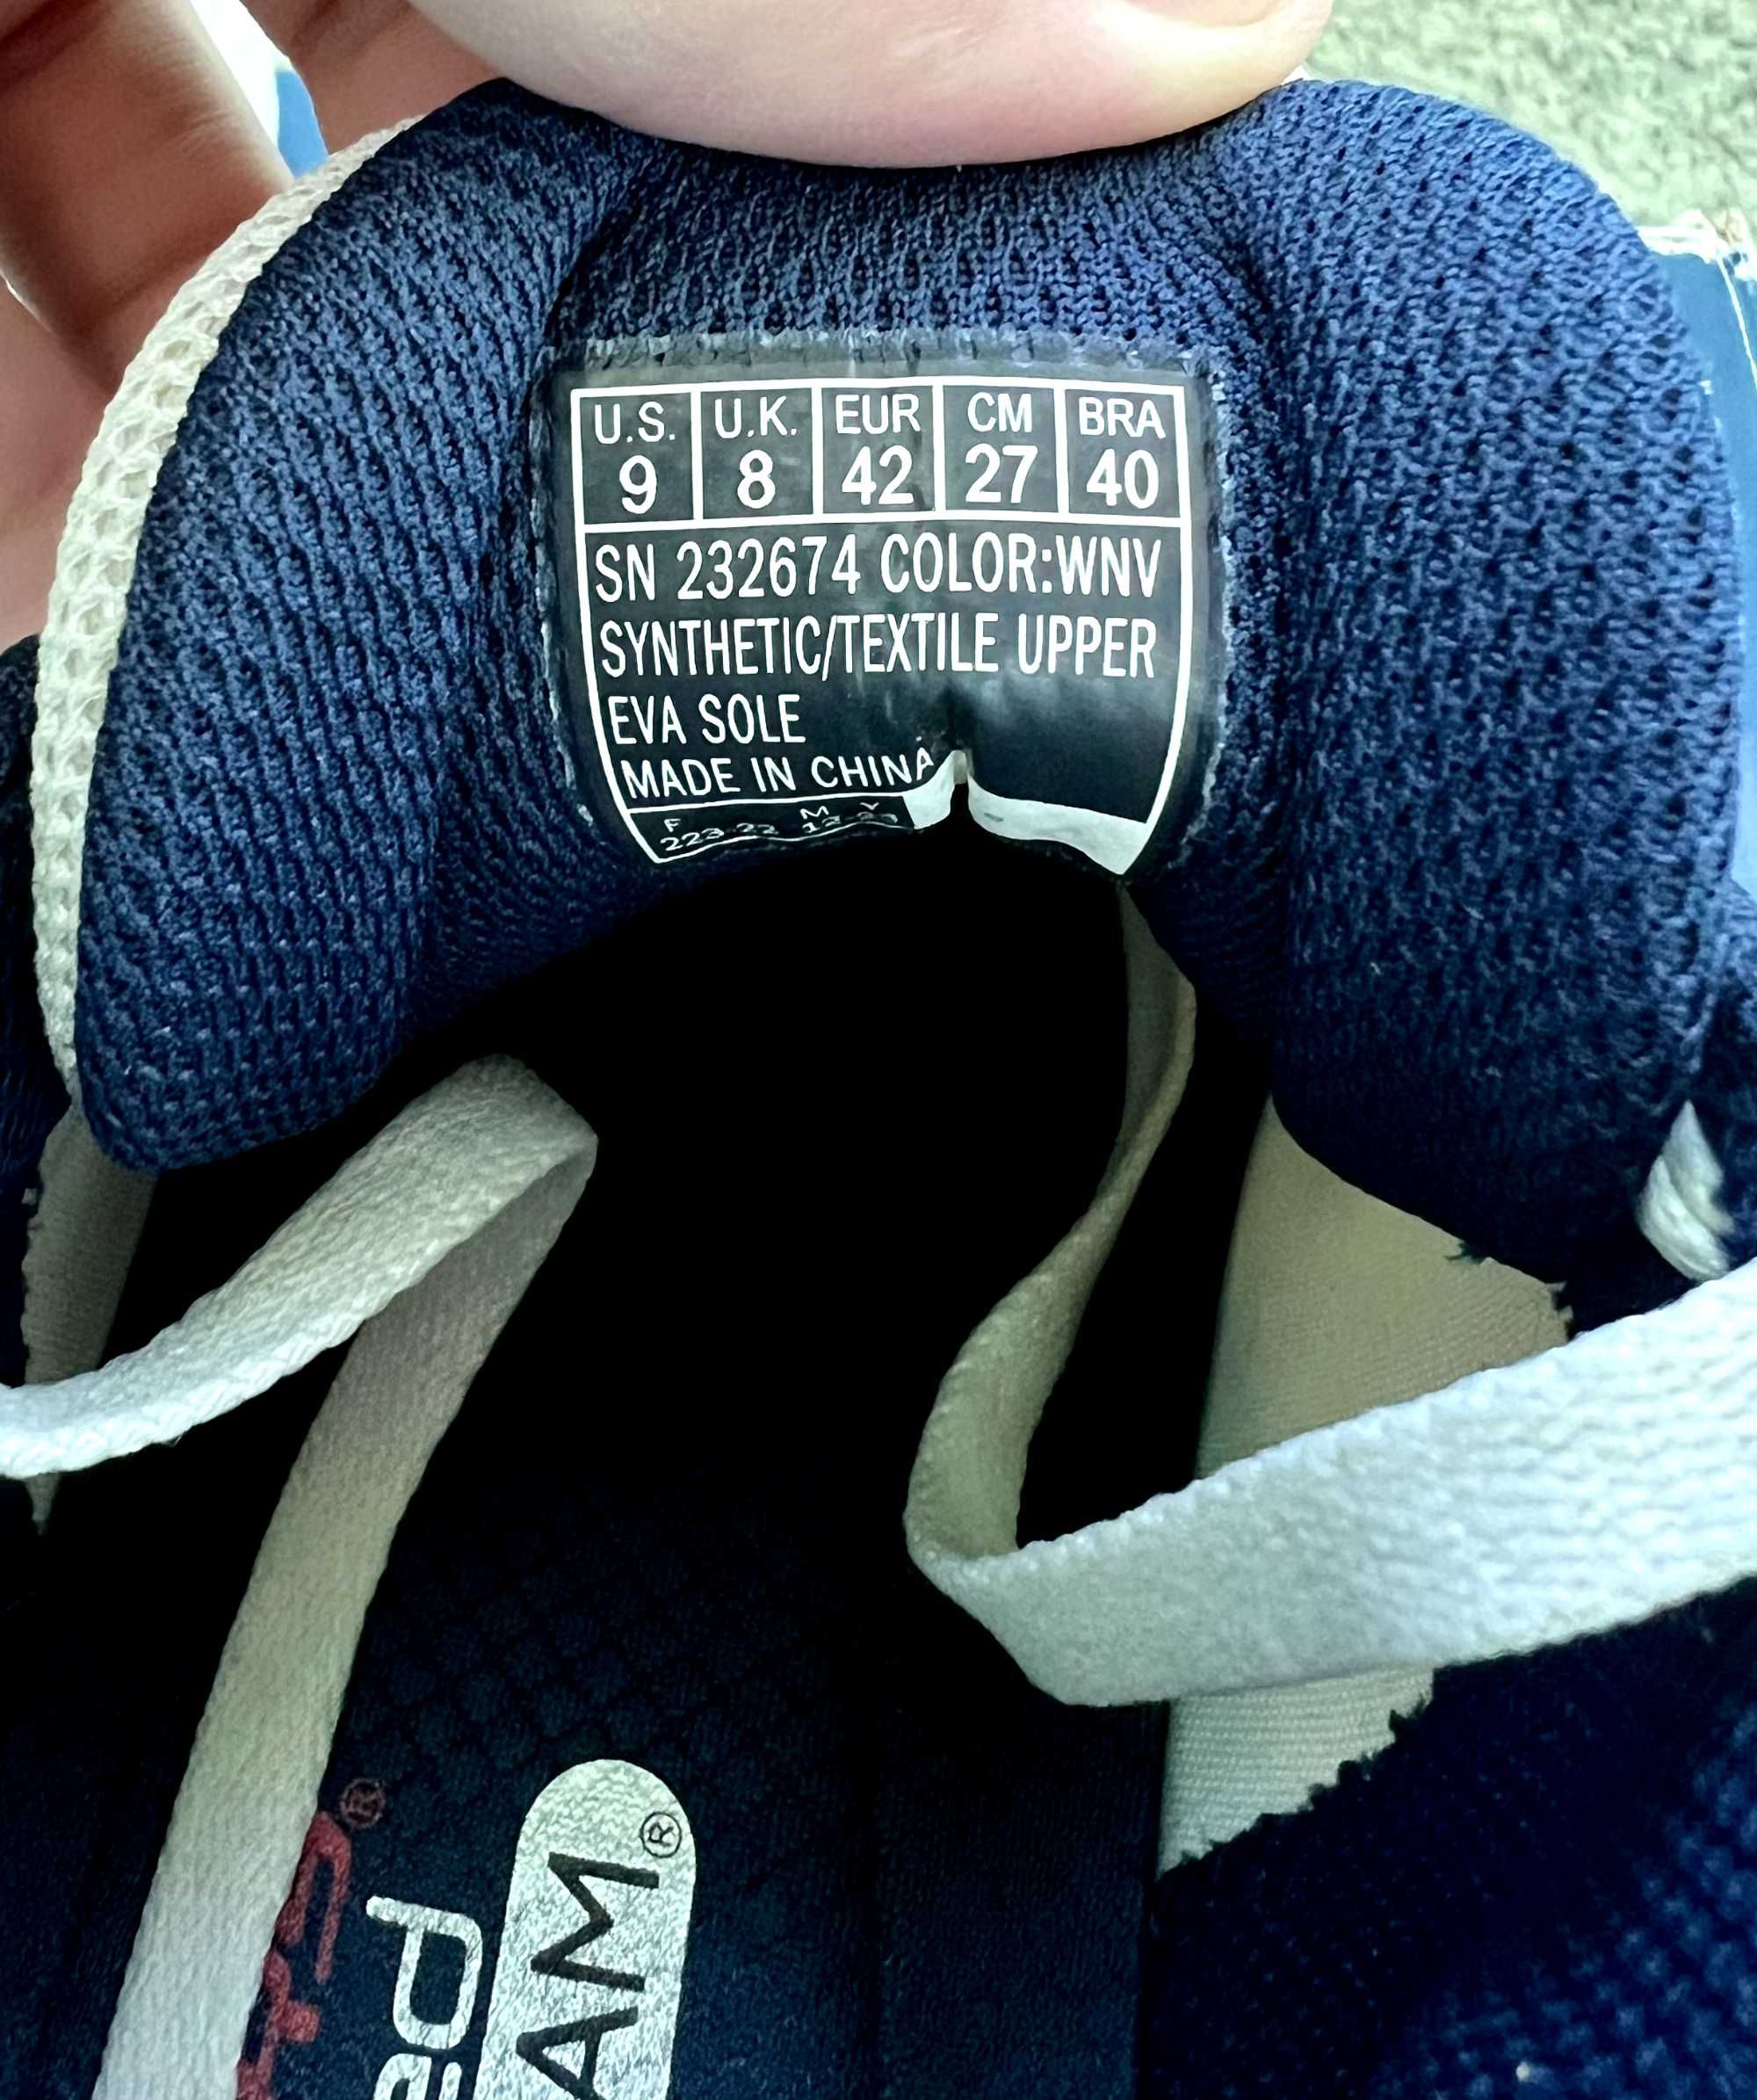 U.S. U.K. EUR CM BRA
9 8 42 27 40
SN 232674 COLOR:WNV
SYNTHETIC/TEXTILE UPPER
EVA SOLE
MADE IN CHINA
F M Y
AM®